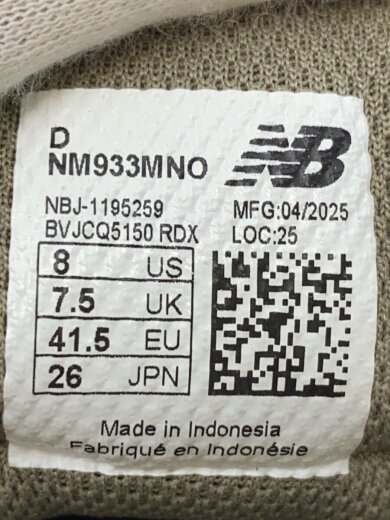 D
NM933MNO
NB
NBJ-1195259
BVJCQ5150 RDX
MFG:04/2025
LOC:25
8 US
7.5 UK
41.5 EU
26 JPN
Made in Indonesia
Fabriqué en Indonésie